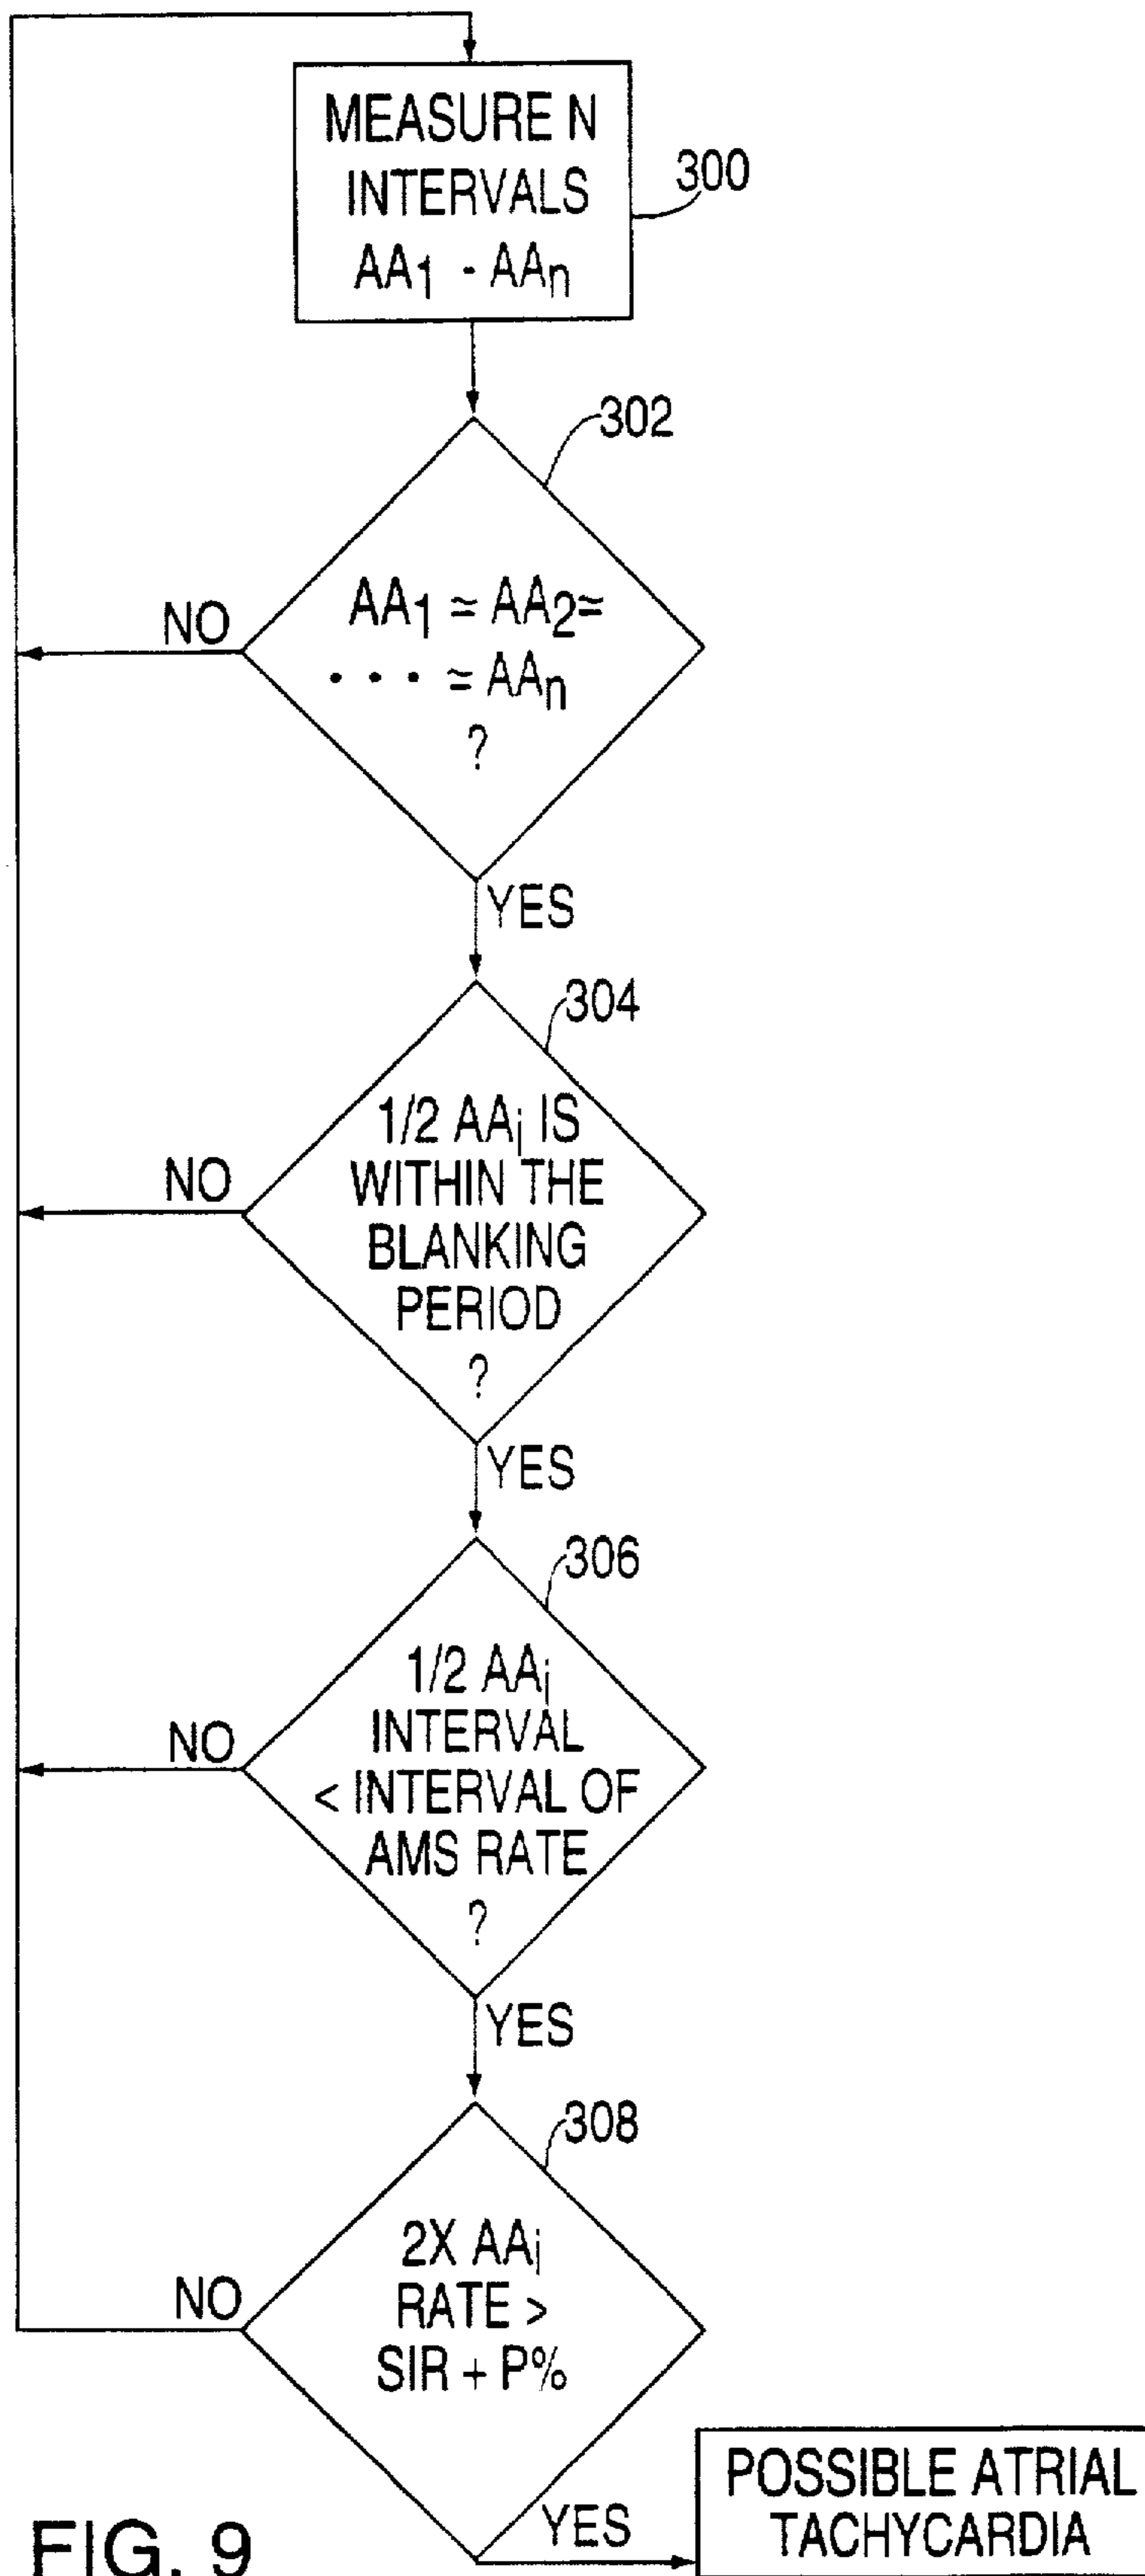 MEASURE N
INTERVALS
AA1 - AAn
300
302
AA1 ≃ AA2=
• • • ≃ AAn
?
NO
YES
304
1/2 AAi IS
WITHIN THE
BLANKING
PERIOD
?
NO
YES
306
1/2 AAi
INTERVAL
< INTERVAL OF
AMS RATE
?
NO
YES
308
2X AAi
RATE >
SIR + P%
NO
YES
POSSIBLE ATRIAL
TACHYCARDIA
FIG. 9